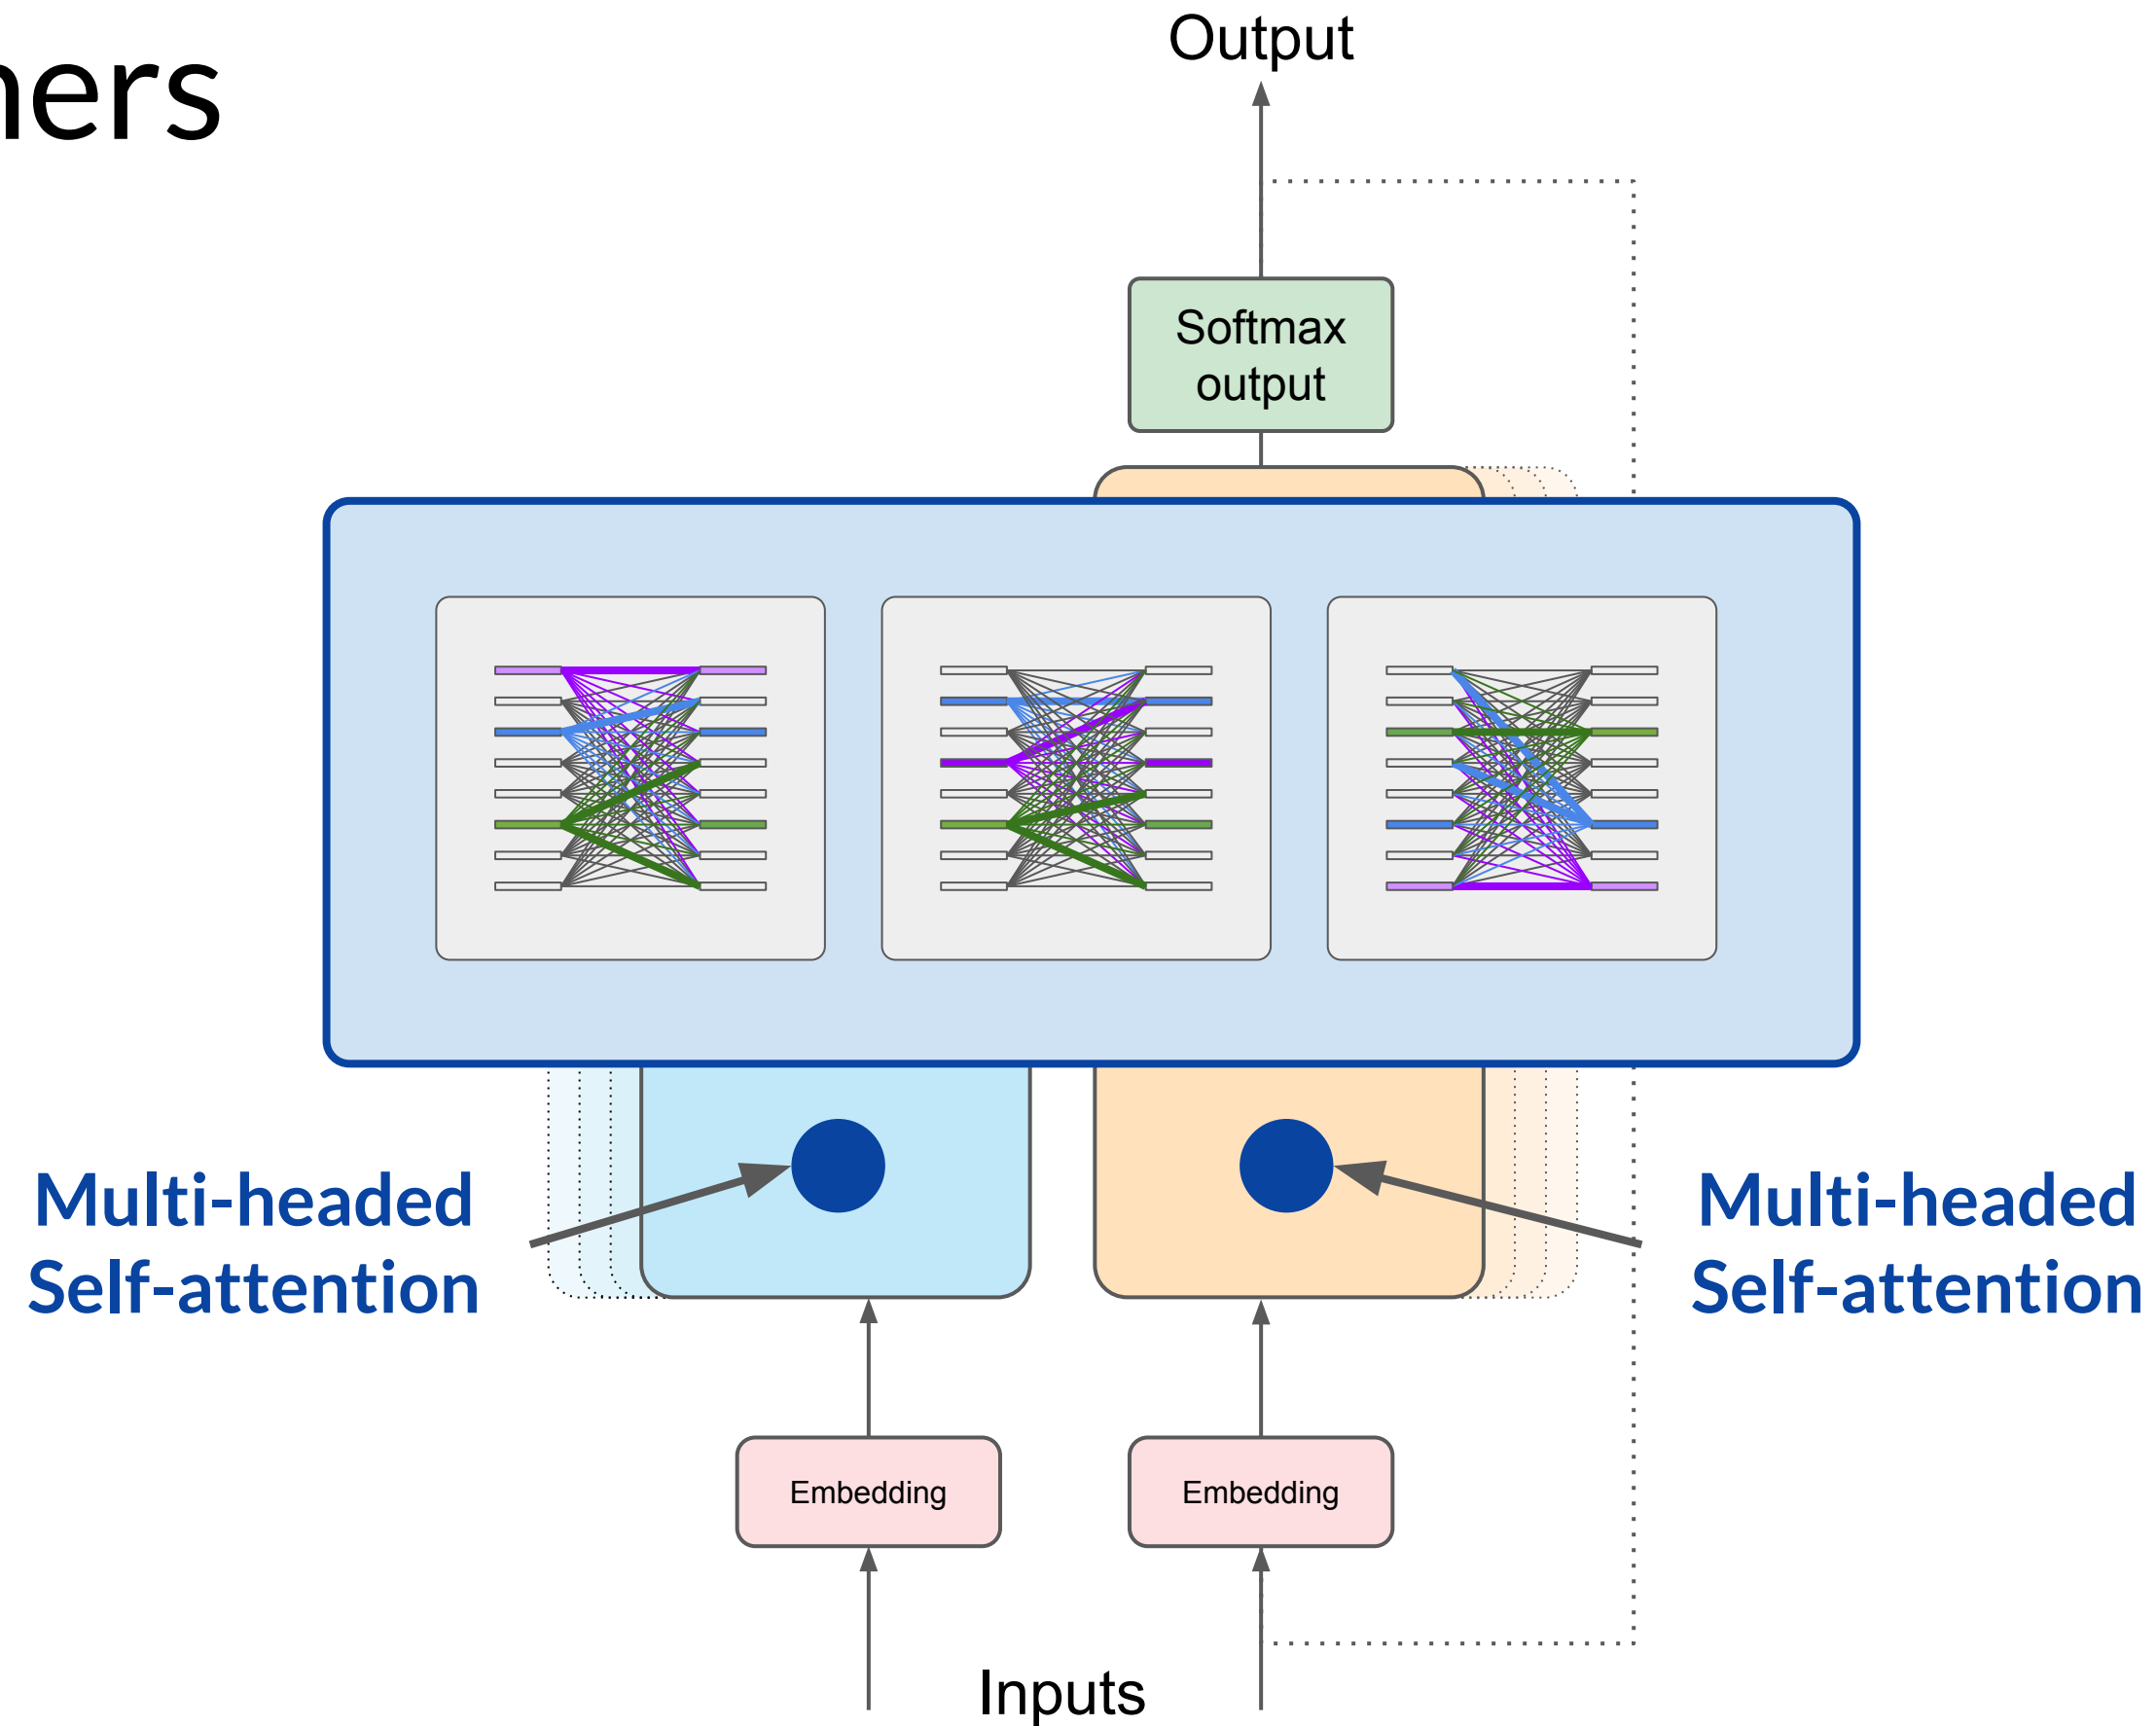 ners
Output
Softmax
output
Multi-headed
Self-attention
Multi-headed
Self-attention
Embedding
Embedding
Inputs